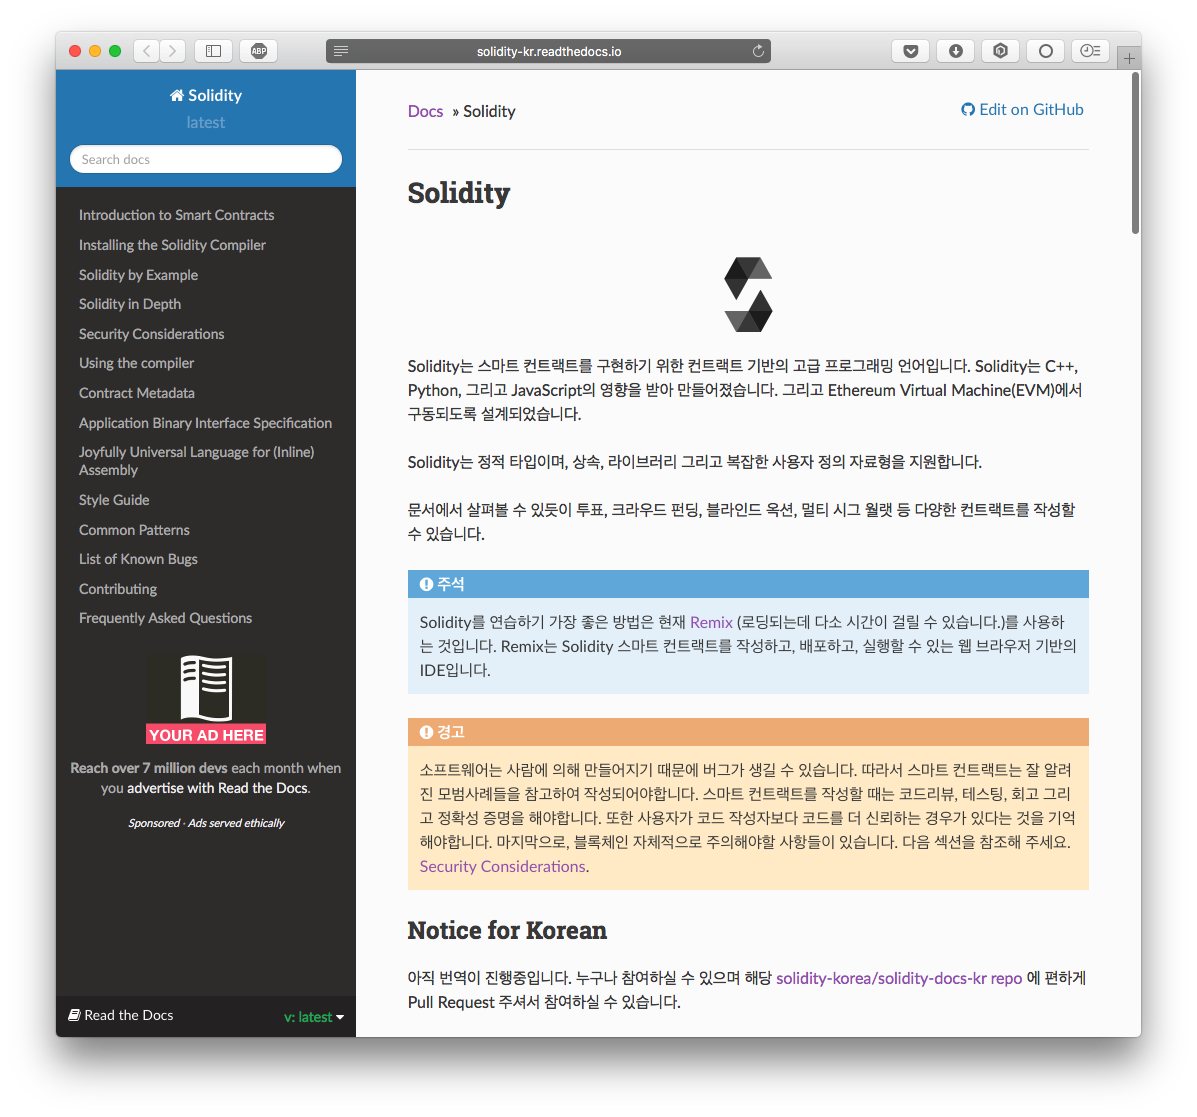 solidity-kr.readthedocs.io
ABP
Solidity
latest
Search docs
Introduction to Smart Contracts
Installing the Solidity Compiler
Solidity by Example
Solidity in Depth
Security Considerations
Using the compiler
Contract Metadata
Application Binary Interface Specification
Joyfully Universal Language for (Inline)
Assembly
Style Guide
Common Patterns
List of Known Bugs
Contributing
Frequently Asked Questions
YOUR AD HERE
Reach over 7 million devs each month when
you advertise with Read the Docs.
Sponsored · Ads served ethically
Read the Docs
v: latest
Docs » Solidity
Edit on GitHub
Solidity
Solidity는 스마트 컨트랙트를 구현하기 위한 컨트랙트 기반의 고급 프로그래밍 언어입니다. Solidity는 C++,
Python, 그리고 JavaScript의 영향을 받아 만들어졌습니다. 그리고 Ethereum Virtual Machine(EVM)에서
구동되도록 설계되었습니다.
Solidity는 정적 타입이며, 상속, 라이브러리 그리고 복잡한 사용자 정의 자료형을 지원합니다.
문서에서 살펴볼 수 있듯이 투표, 크라우드 펀딩, 블라인드 옥션, 멀티 시그 월랫 등 다양한 컨트랙트를 작성할
수 있습니다.
주석
Solidity를 연습하기 가장 좋은 방법은 현재 Remix (로딩되는데 다소 시간이 걸릴 수 있습니다.)를 사용하
는 것입니다. Remix는 Solidity 스마트 컨트랙트를 작성하고, 배포하고, 실행할 수 있는 웹 브라우저 기반의
IDE입니다.
경고
소프트웨어는 사람에 의해 만들어지기 때문에 버그가 생길 수 있습니다. 따라서 스마트 컨트랙트는 잘 알려
진 모범사례들을 참고하여 작성되어야합니다. 스마트 컨트랙트를 작성할 때는 코드리뷰, 테스팅, 회고 그리
고 정확성 증명을 해야합니다. 또한 사용자가 코드 작성자보다 코드를 더 신뢰하는 경우가 있다는 것을 기억
해야합니다. 마지막으로, 블록체인 자체적으로 주의해야할 사항들이 있습니다. 다음 섹션을 참조해 주세요.
Security Considerations.
Notice for Korean
아직 번역이 진행중입니다. 누구나 참여하실 수 있으며 해당 solidity-korea/solidity-docs-kr repo 에 편하게
Pull Request 주셔서 참여하실 수 있습니다.